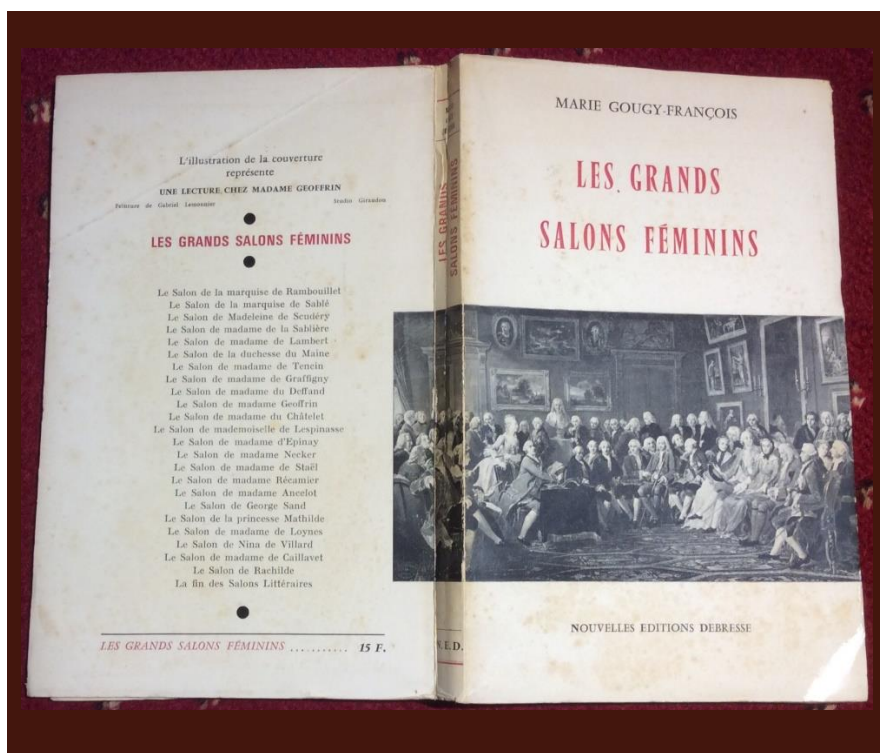 L'illustration de la couverture
représente
UNE LECTURE CHEZ MADAME GEOFFRIN
Peinture de Gabriel Lemonnier Studio Giraudon
LES GRANDS SALONS FÉMININS
Le Salon de la marquise de Rambouillet
Le Salon de la marquise de Sablé
Le Salon de Madeleine de Scudéry
Le Salon de madame de la Sablière
Le Salon de madame de Lambert
Le Salon de la duchesse du Maine
Le Salon de madame de Tencin
Le Salon de madame de Graffigny
Le Salon de madame du Deffand
Le Salon de madame Geoffrin
Le Salon de madame du Châtelet
Le Salon de mademoiselle de Lespinasse
Le Salon de madame d'Epinay
Le Salon de madame Necker
Le Salon de madame de Staël
Le Salon de madame Récamier
Le Salon de madame Ancelot
Le Salon de George Sand
Le Salon de la princesse Mathilde
Le Salon de madame de Loynes
Le Salon de Nina de Villard
Le Salon de madame de Caillavet
Le Salon de Rachilde
La fin des Salons Littéraires
LES GRANDS SALONS FÉMININS ........... 15 F.
LES GRANDS
SALONS FÉMININS
N.E.D.
MARIE GOUGY-FRANÇOIS
LES GRANDS
SALONS FÉMININS
NOUVELLES EDITIONS DEBRESSE